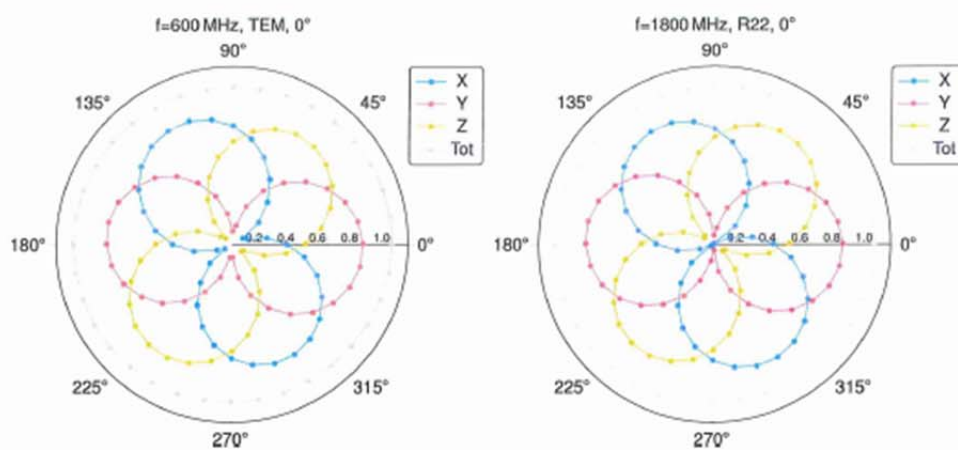 f=600 MHz, TEM, 0°
90°
135°
45°
X
Y
Z
Tot
180°
0.2 0.4 0.6 0.8 1.0
0°
225°
315°
270°
f=1800 MHz, R22, 0°
90°
135°
45°
X
Y
Z
Tot
180°
0.2 0.4 0.6 0.8 1.0
0°
225°
315°
270°